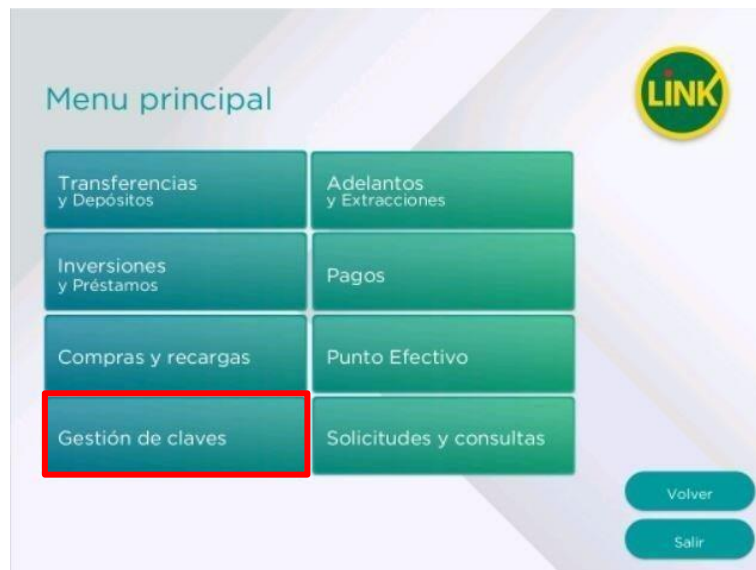 Menu principal
LINK
Transferencias
y Depósitos
Adelantos
y Extracciones
Inversiones
y Préstamos
Pagos
Compras y recargas
Punto Efectivo
Gestión de claves
Solicitudes y consultas
Volver
Salir